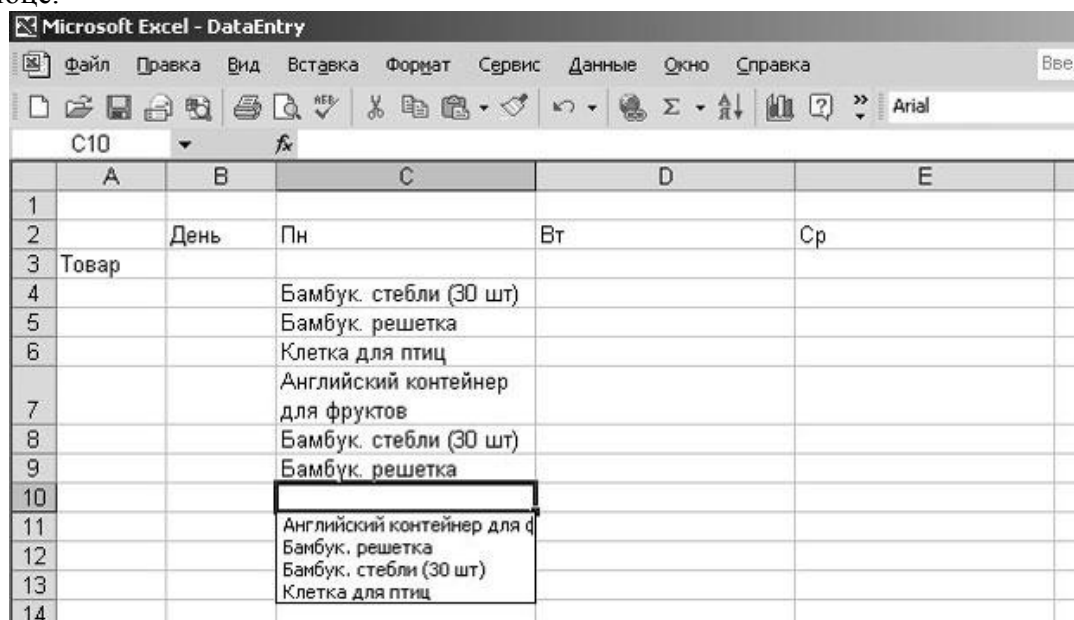 Microsoft Excel - DataEntry
Файл Правка Вид Вставка Формат Сервис Данные Окно Справка Вве
Arial
C10 fx
A B C D E
1
2 День Пн Вт Ср
3 Товар
4 Бамбук. стебли (30 шт)
5 Бамбук. решетка
6 Клетка для птиц
Английский контейнер
7 для фруктов
8 Бамбук. стебли (30 шт)
9 Бамбук. решетка
10
11 Английский контейнер для ф
12 Бамбук. решетка
Бамбук. стебли (30 шт)
13 Клетка для птиц
14